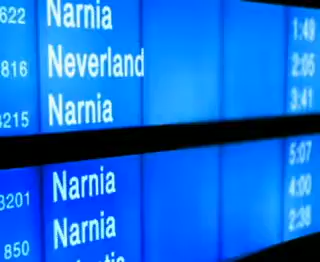 622 Narnia 1:49
816 Neverland 2:05
3215 Narnia 3:41
3201 Narnia 5:07
Narnia 4:00
850 2:38